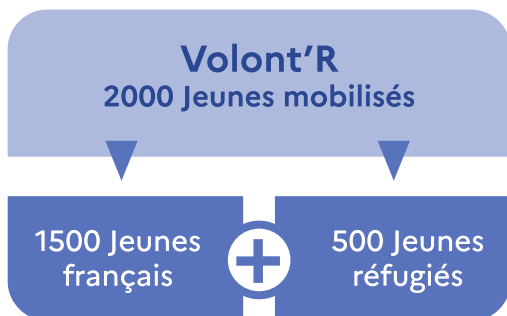 Volont'R
2000 Jeunes mobilisés
1500 Jeunes
français
+
500 Jeunes
réfugiés